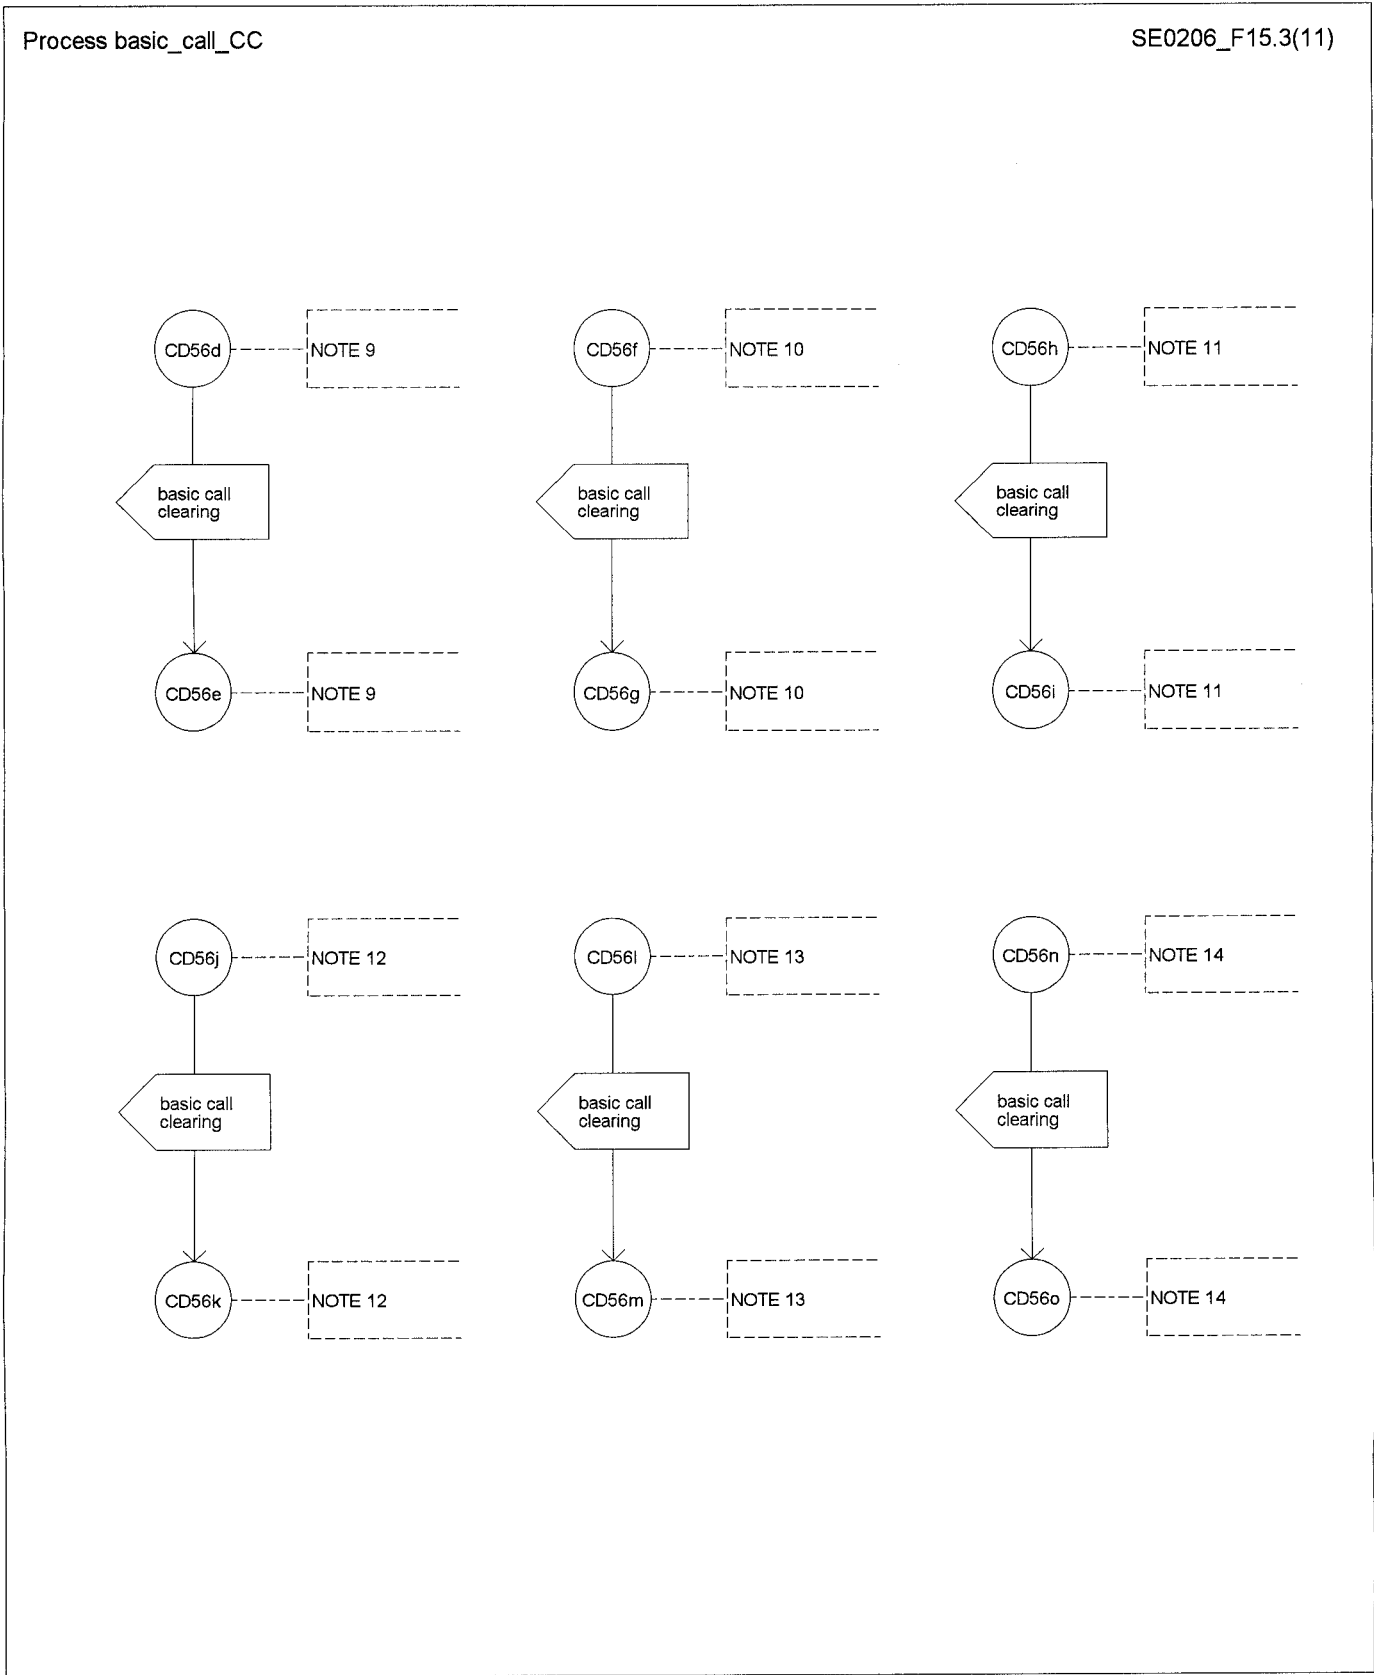 Process basic_call_CC
SE0206_F15.3(11)
CD56d
NOTE 9
CD56f
NOTE 10
CD56h
NOTE 11
basic call
clearing
basic call
clearing
basic call
clearing
CD56e
NOTE 9
CD56g
NOTE 10
CD56i
NOTE 11
CD56j
NOTE 12
CD56l
NOTE 13
CD56n
NOTE 14
basic call
clearing
basic call
clearing
basic call
clearing
CD56k
NOTE 12
CD56m
NOTE 13
CD56o
NOTE 14